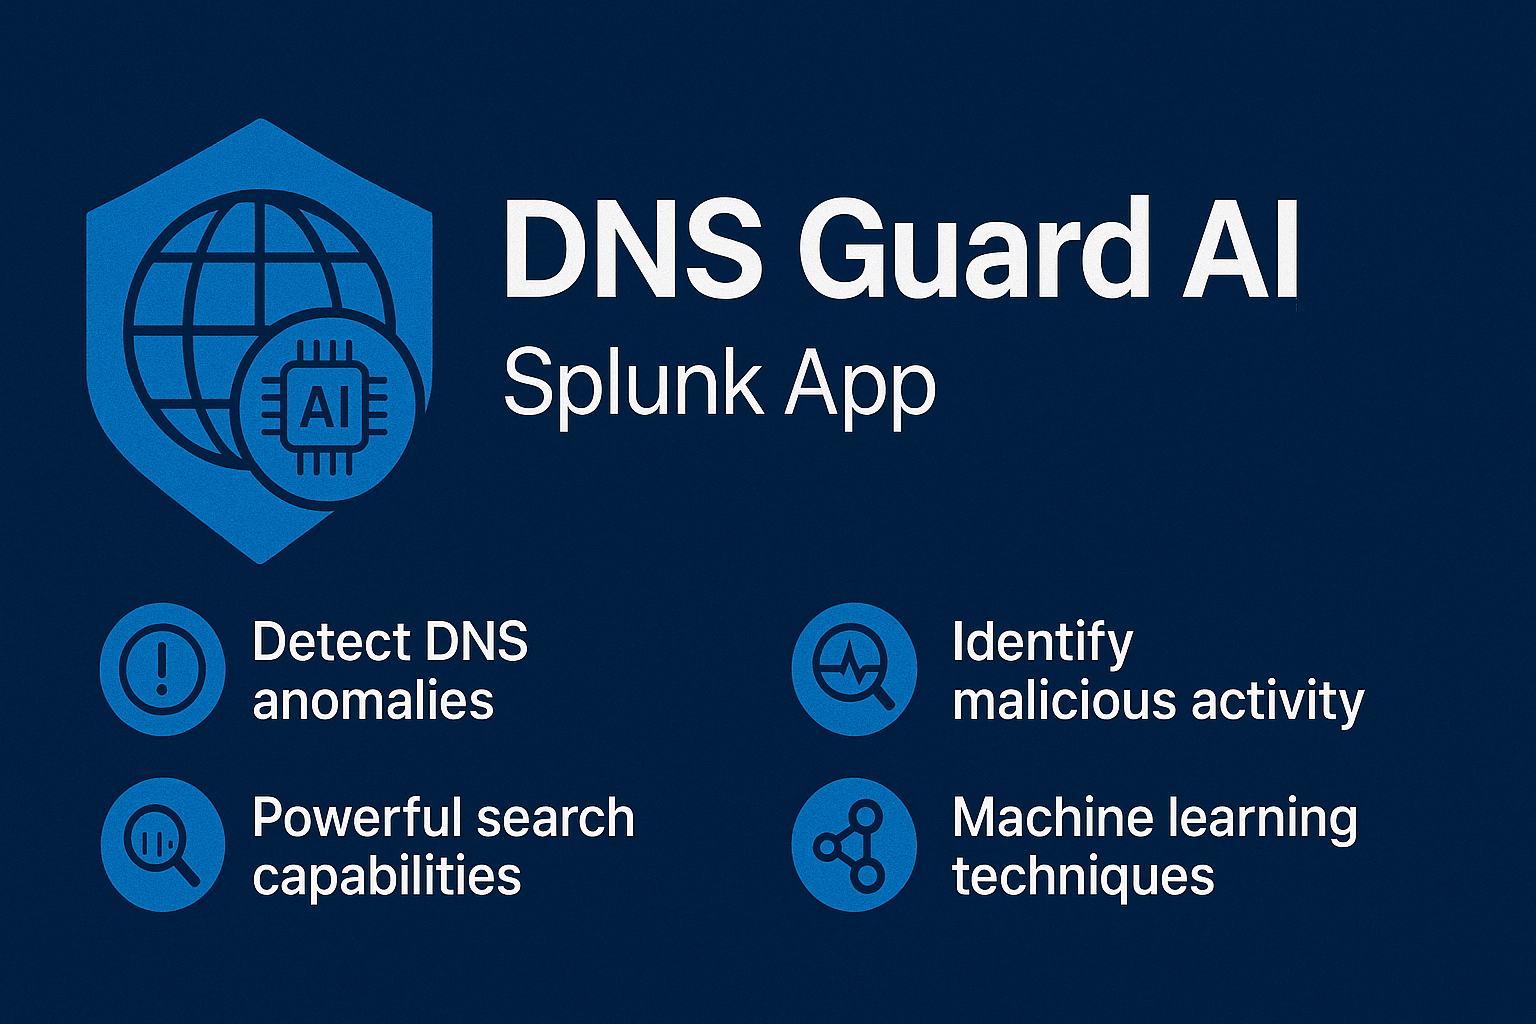 DNS Guard AI
Splunk App
AI
Detect DNS
anomalies
Identify
malicious activity
Powerful search
capabilities
Machine learning
techniques